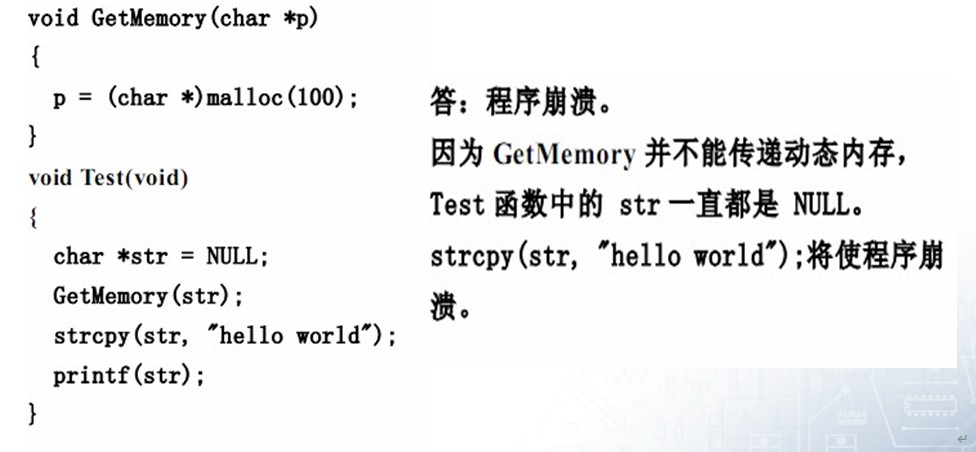 void GetMemory(char *p)
{
p = (char *)malloc(100);
}
void Test(void)
{
char *str = NULL;
GetMemory(str);
strcpy(str, "hello world");
printf(str);
}
答：程序崩溃。
因为 GetMemory 并不能传递动态内存，
Test 函数中的 str 一直都是 NULL。
strcpy(str, "hello world");将使程序崩
溃。